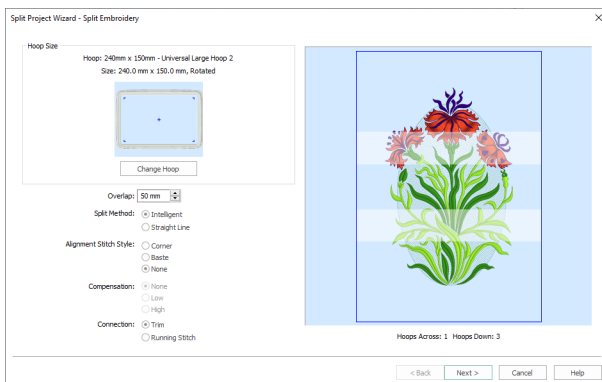 Split Project Wizard - Split Embroidery
Hoop Size
Hoop: 240mm x 150mm - Universal Large Hoop 2
Size: 240.0 mm x 150.0 mm, Rotated
Change Hoop
Overlap: 50 mm
Split Method: Intelligent
Straight Line
Alignment Stitch Style: Corner
Baste
None
Compensation: None
Low
High
Connection: Trim
Running Stitch
Hoops Across: 1 Hoops Down: 3
< Back Next > Cancel Help